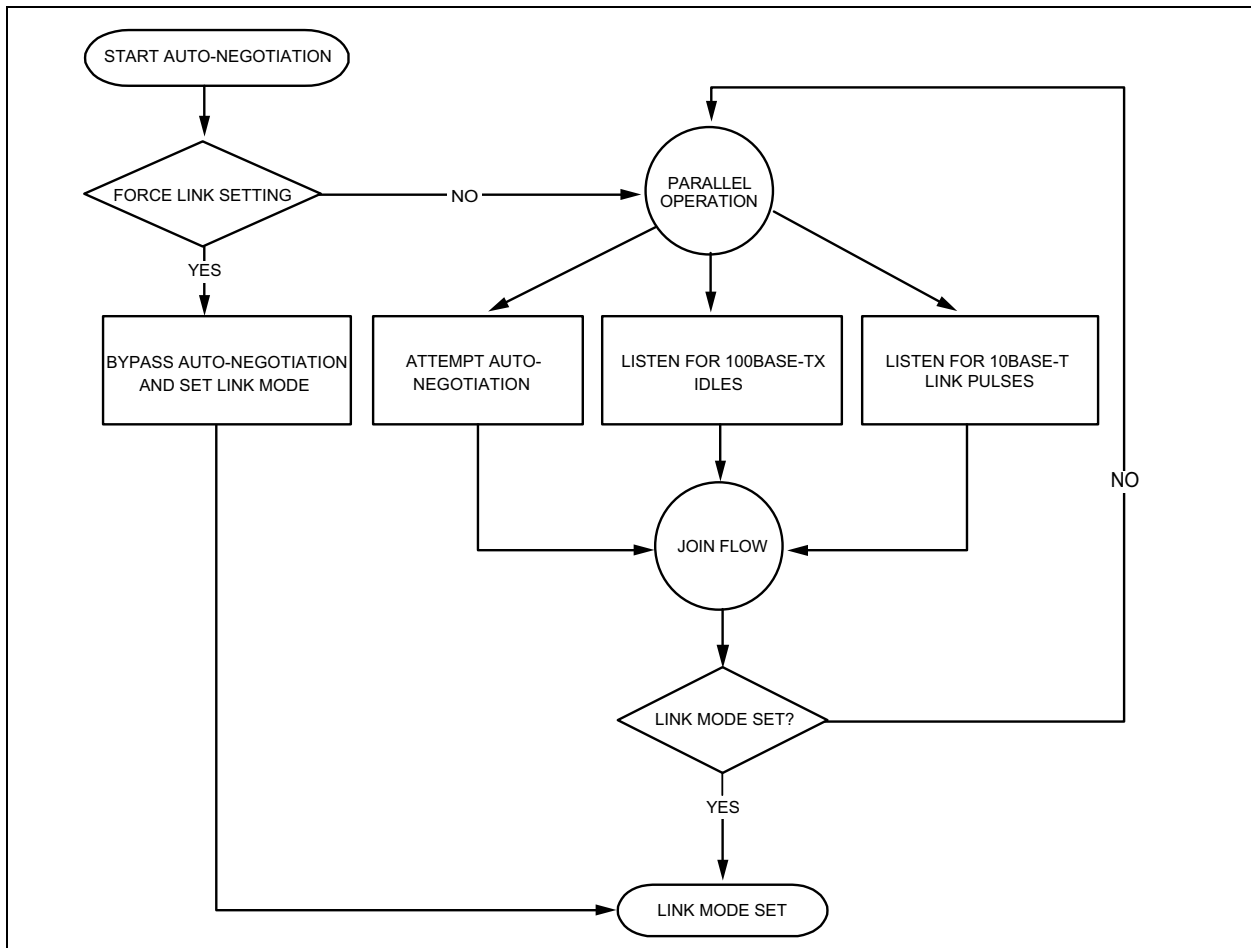 START AUTO-NEGOTIATION
FORCE LINK SETTING
NO
PARALLEL
OPERATION
YES
BYPASS AUTO-NEGOTIATION
AND SET LINK MODE
ATTEMPT AUTO-
NEGOTIATION
LISTEN FOR 100BASE-TX
IDLES
LISTEN FOR 10BASE-T
LINK PULSES
NO
JOIN FLOW
LINK MODE SET?
YES
LINK MODE SET